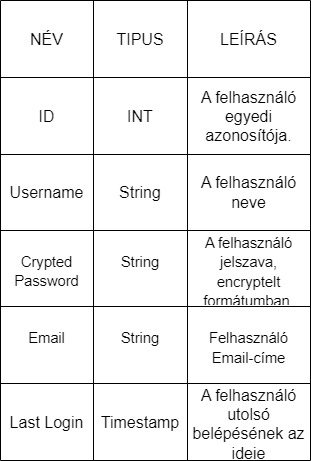 NÉV TIPUS LEÍRÁS
ID INT A felhasználó
egyedi
azonosítója.
Username String A felhasználó
neve
Crypted
Password String A felhasználó
jelszava,
encryptelt
formátumban
Email String Felhasználó
Email-címe
Last Login Timestamp A felhasználó
utolsó
belépésének az
ideje